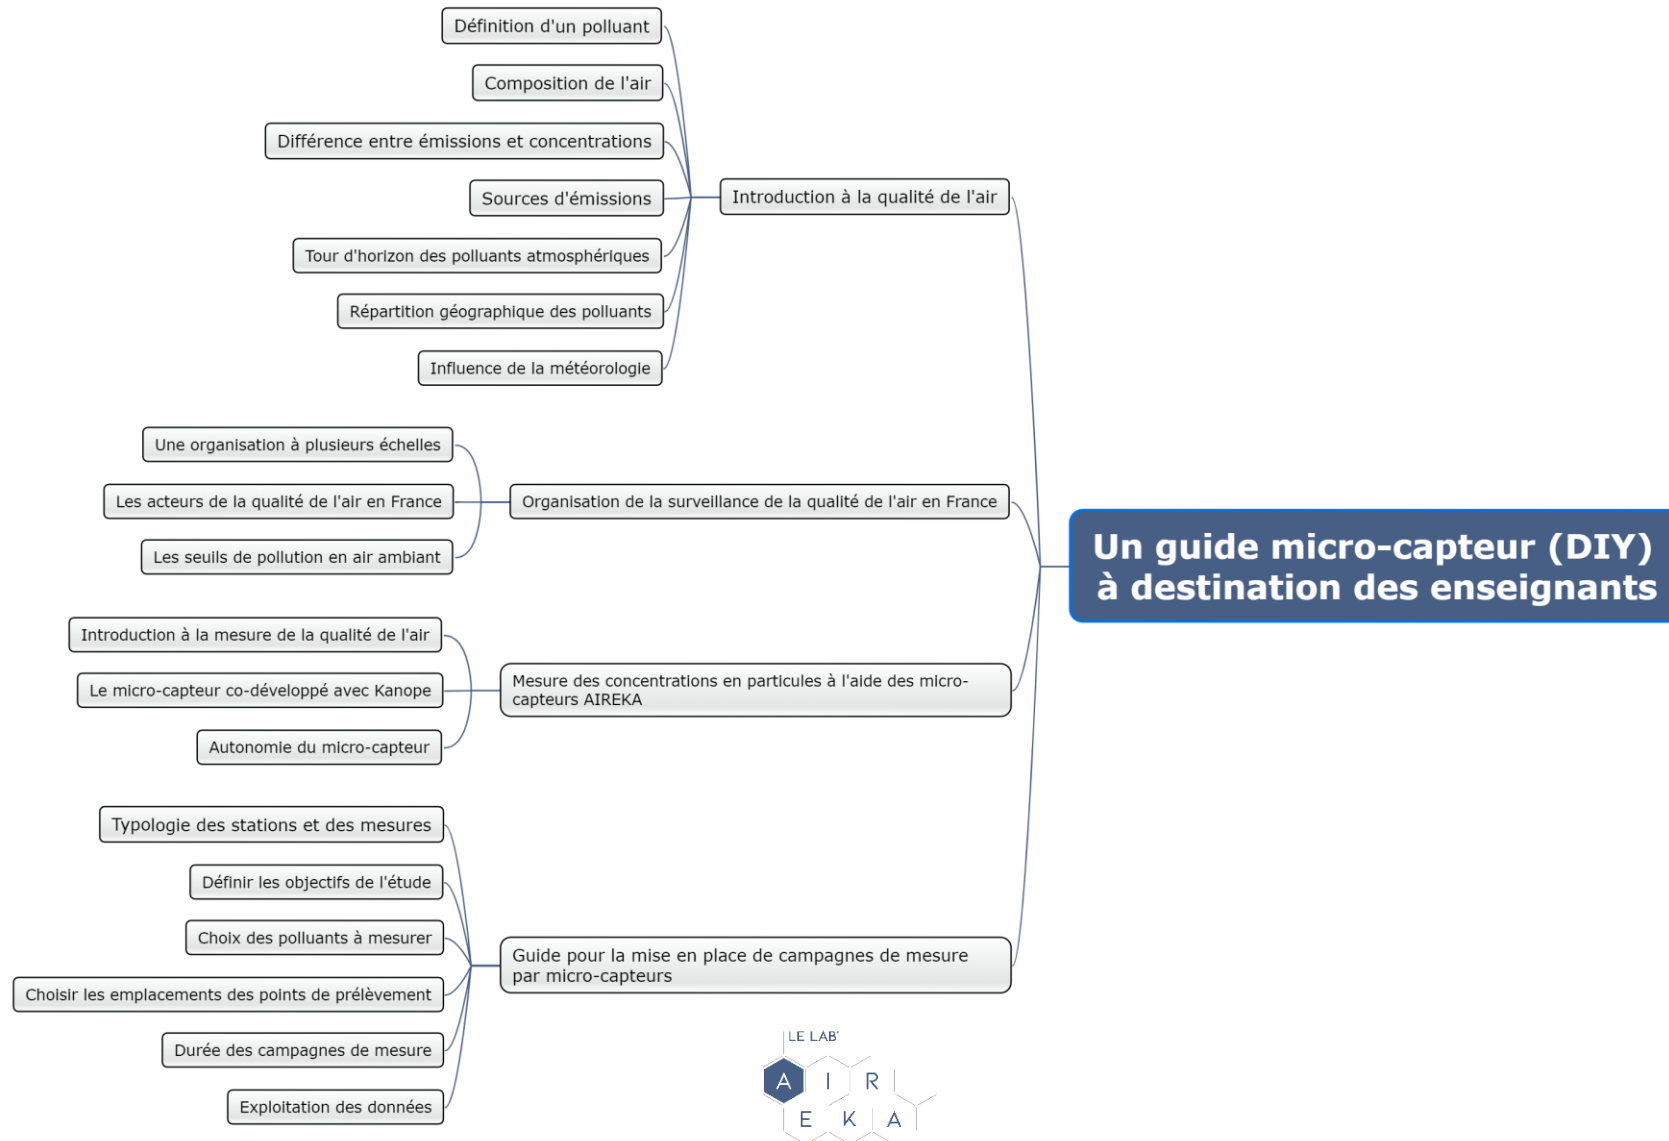 Définition d'un polluant
Composition de l'air
Différence entre émissions et concentrations
Sources d'émissions
Tour d'horizon des polluants atmosphériques
Répartition géographique des polluants
Influence de la météorologie
Introduction à la qualité de l'air
Une organisation à plusieurs échelles
Les acteurs de la qualité de l'air en France
Les seuils de pollution en air ambiant
Organisation de la surveillance de la qualité de l'air en France
Un guide micro-capteur (DIY)
à destination des enseignants
Introduction à la mesure de la qualité de l'air
Le micro-capteur co-développé avec Kanope
Autonomie du micro-capteur
Mesure des concentrations en particules à l'aide des micro-
capteurs AIREKA
Typologie des stations et des mesures
Définir les objectifs de l'étude
Choix des polluants à mesurer
Choisir les emplacements des points de prélèvement
Durée des campagnes de mesure
Exploitation des données
Guide pour la mise en place de campagnes de mesure
par micro-capteurs
LE LAB'
A I R
E K A